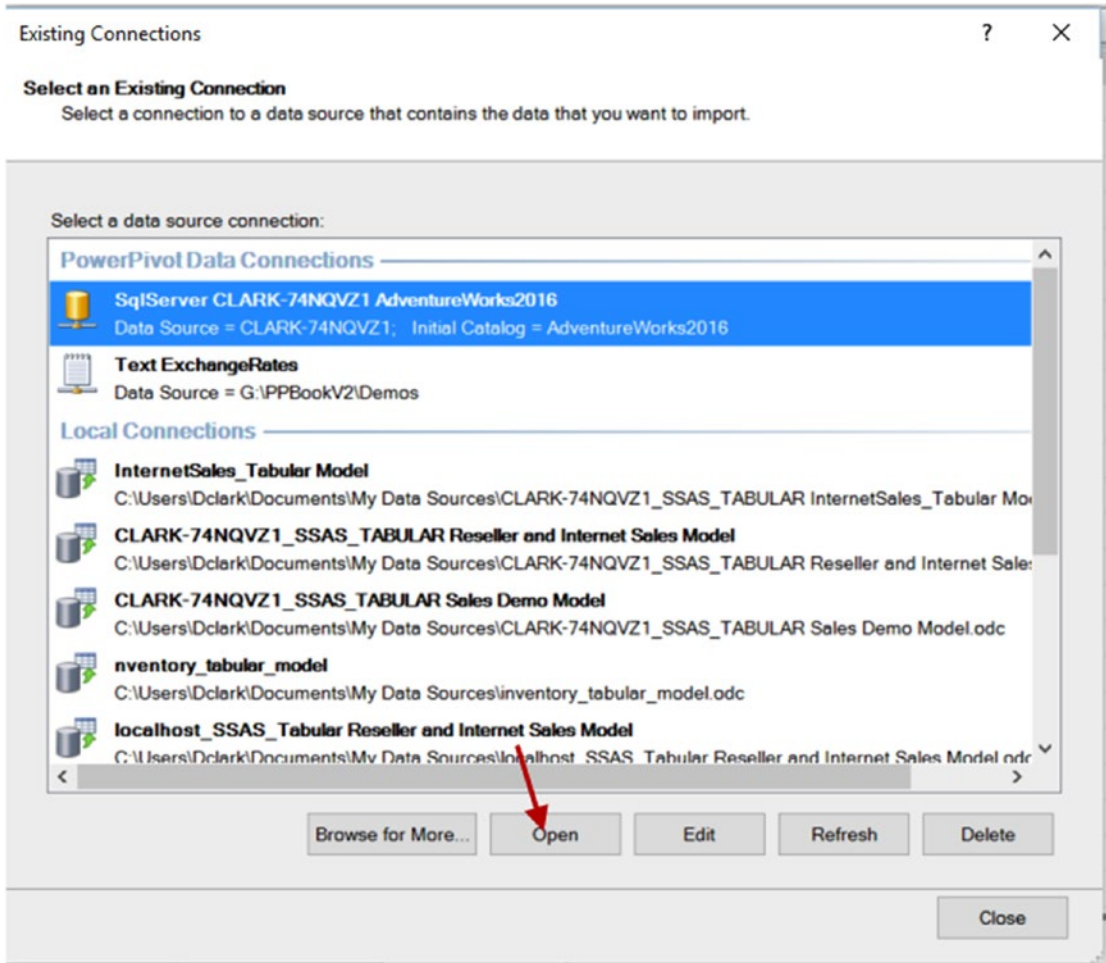 Existing Connections ?
Select an Existing Connection
Select a connection to a data source that contains the data that you want to import.
Select a data source connection:
PowerPivot Data Connections
SqlServer CLARK-74NQVZ1 AdventureWorks2016
Data Source = CLARK-74NQVZ1; Initial Catalog = AdventureWorks2016
Text ExchangeRates
Data Source = G:\PPBookV2\Demos
Local Connections
InternetSales_Tabular Model
C:\Users\Dclark\Documents\My Data Sources\CLARK-74NQVZ1_SSAS_TABULAR InternetSales_Tabular Mo
CLARK-74NQVZ1_SSAS_TABULAR Reseller and Internet Sales Model
C:\Users\Dclark\Documents\My Data Sources\CLARK-74NQVZ1_SSAS_TABULAR Reseller and Internet Sale
CLARK-74NQVZ1_SSAS_TABULAR Sales Demo Model
C:\Users\Dclark\Documents\My Data Sources\CLARK-74NQVZ1_SSAS_TABULAR Sales Demo Model.odc
nventory_tabular_model
C:\Users\Dclark\Documents\My Data Sources\inventory_tabular_model.odc
localhost_SSAS_Tabular Reseller and Internet Sales Model
C:\Users\Dclark\Documents\My Data Sources\localhost_SSAS_Tabular Reseller and Internet Sales Model.odc
Browse for More... Open Edit Refresh Delete
Close